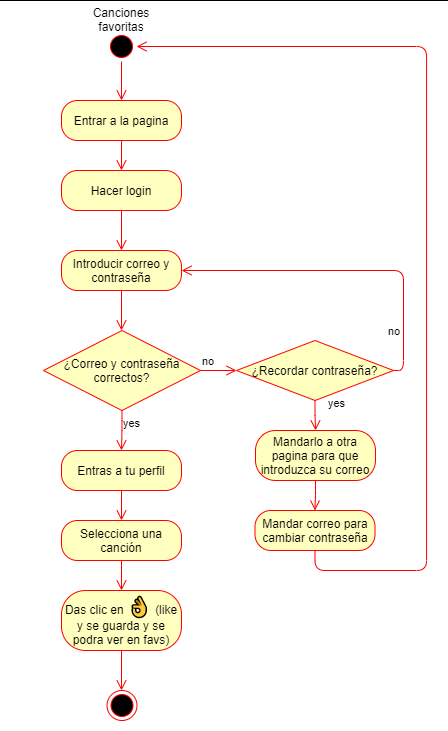 Canciones
favoritas
Entrar a la pagina
Hacer login
Introducir correo y
contraseña
no
¿Correo y contraseña
correctos?
no
¿Recordar contraseña?
yes
yes
Mandarlo a otra
pagina para que
introduzca su correo
Entras a tu perfil
Mandar correo para
cambiar contraseña
Selecciona una
canción
Das clic en 👌 (like
y se guarda y se
podra ver en favs)